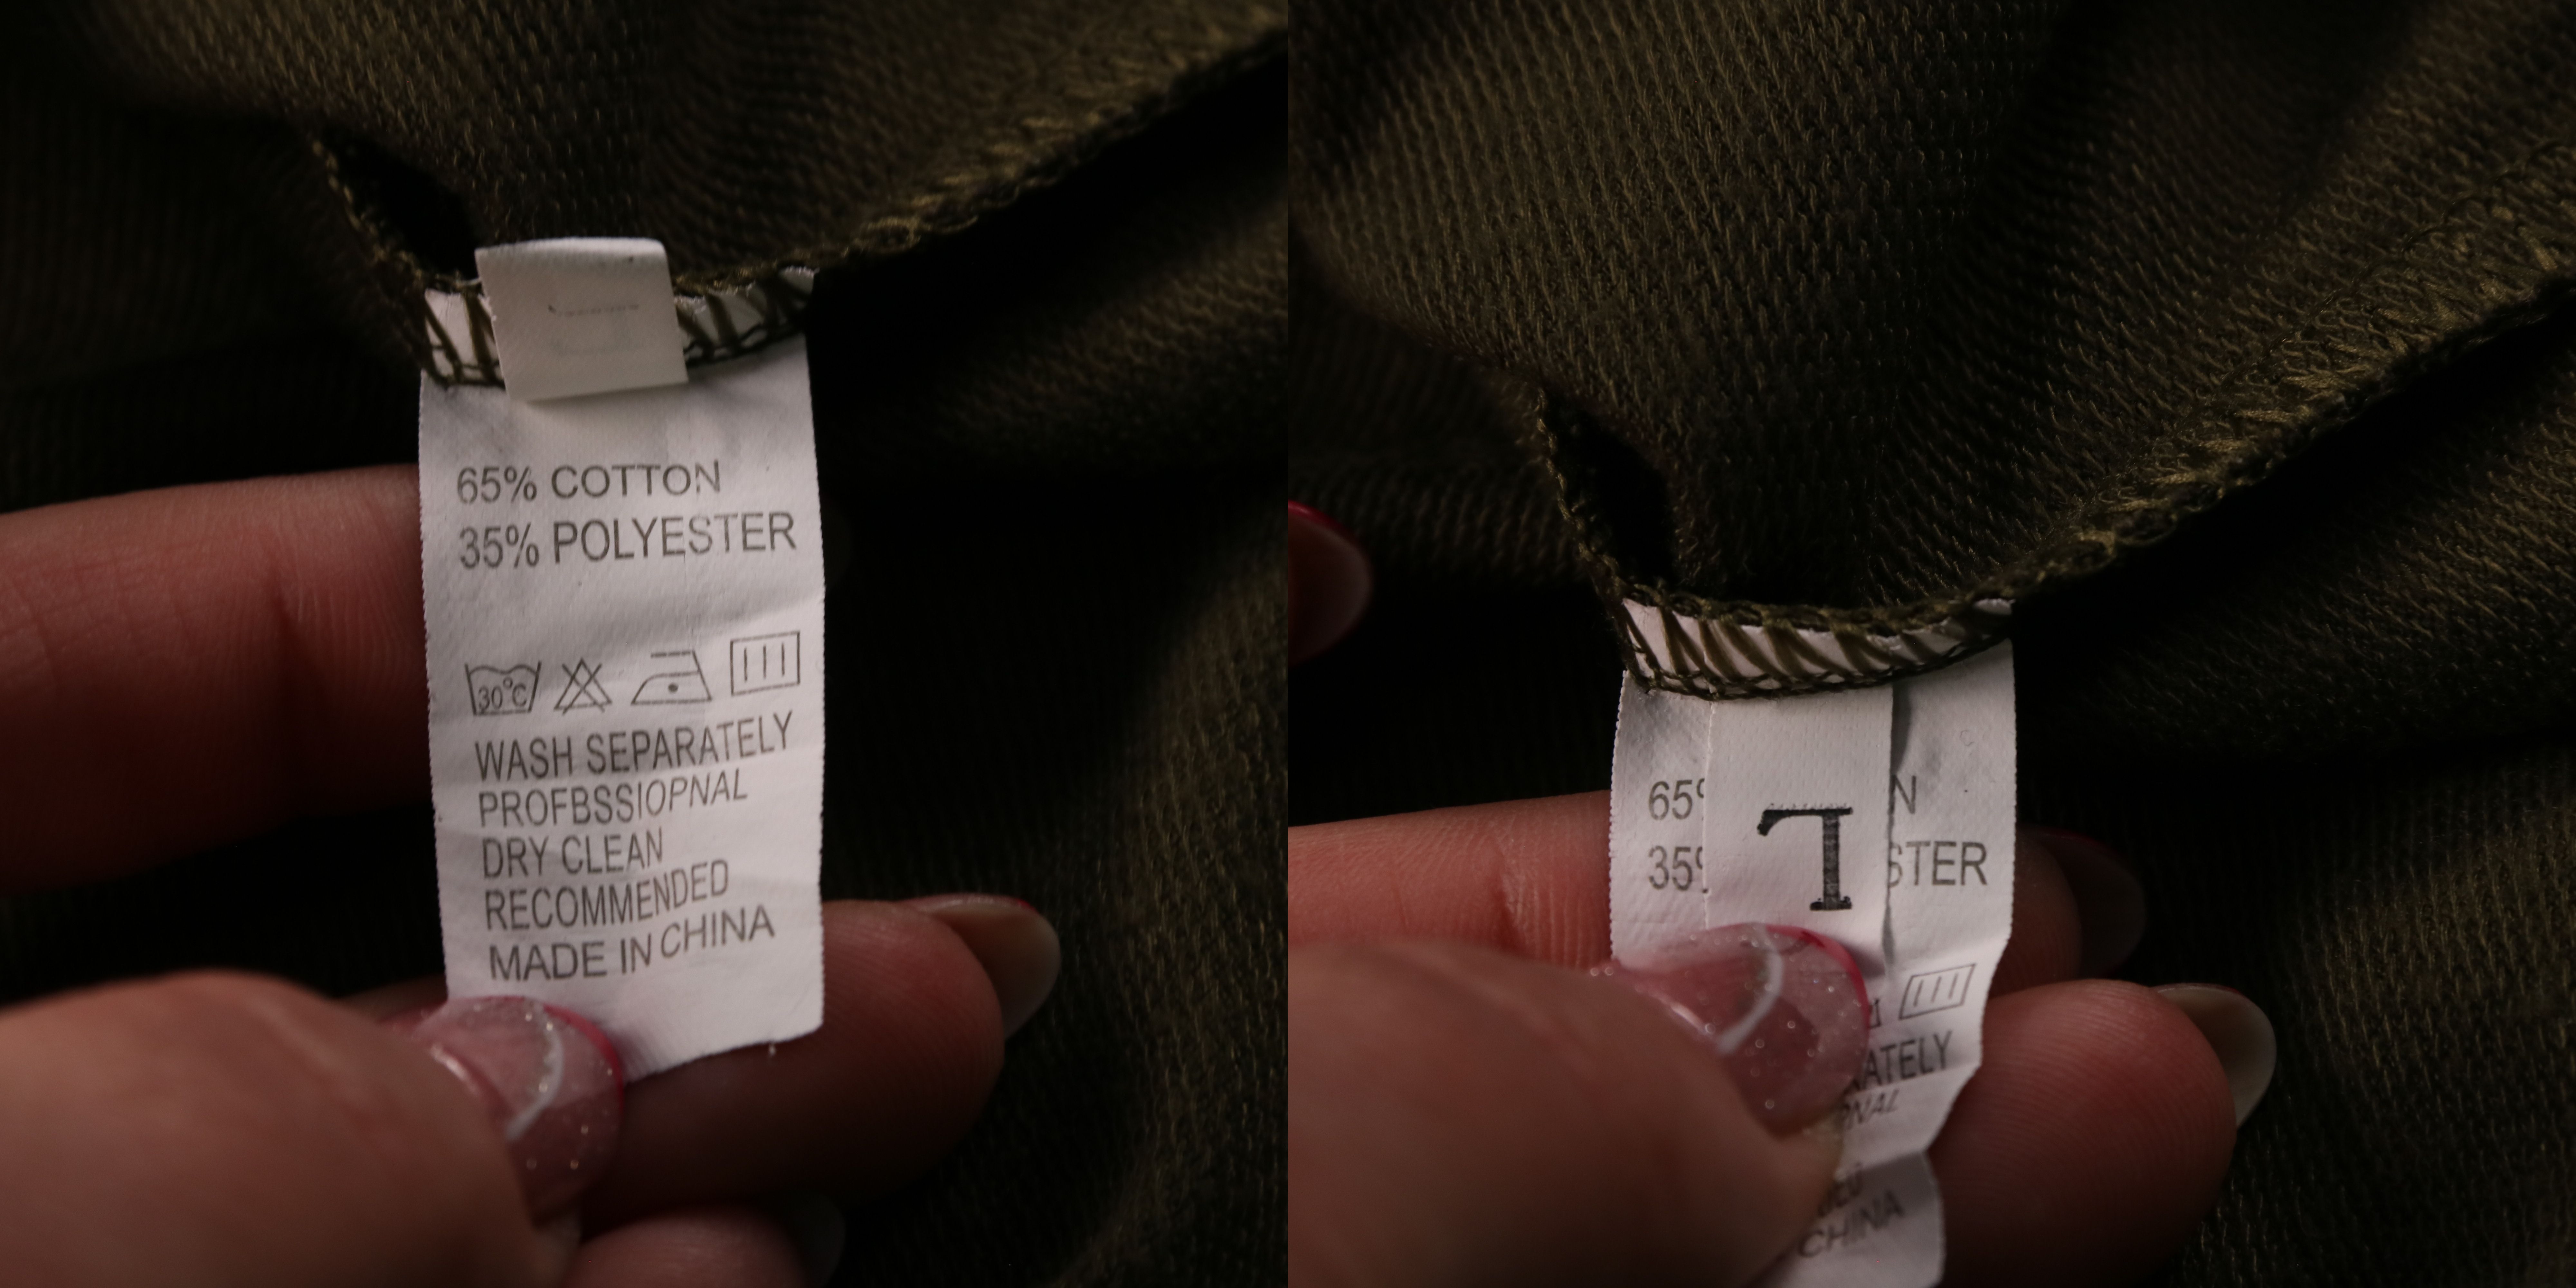 65% COTTON
35% POLYESTER
30°C
WASH SEPARATELY
PROFBSSIOPNAL
DRY CLEAN
RECOMMENDED
MADE IN CHINA
L
65% N
35% STER
ATELY
NAL
CHINA